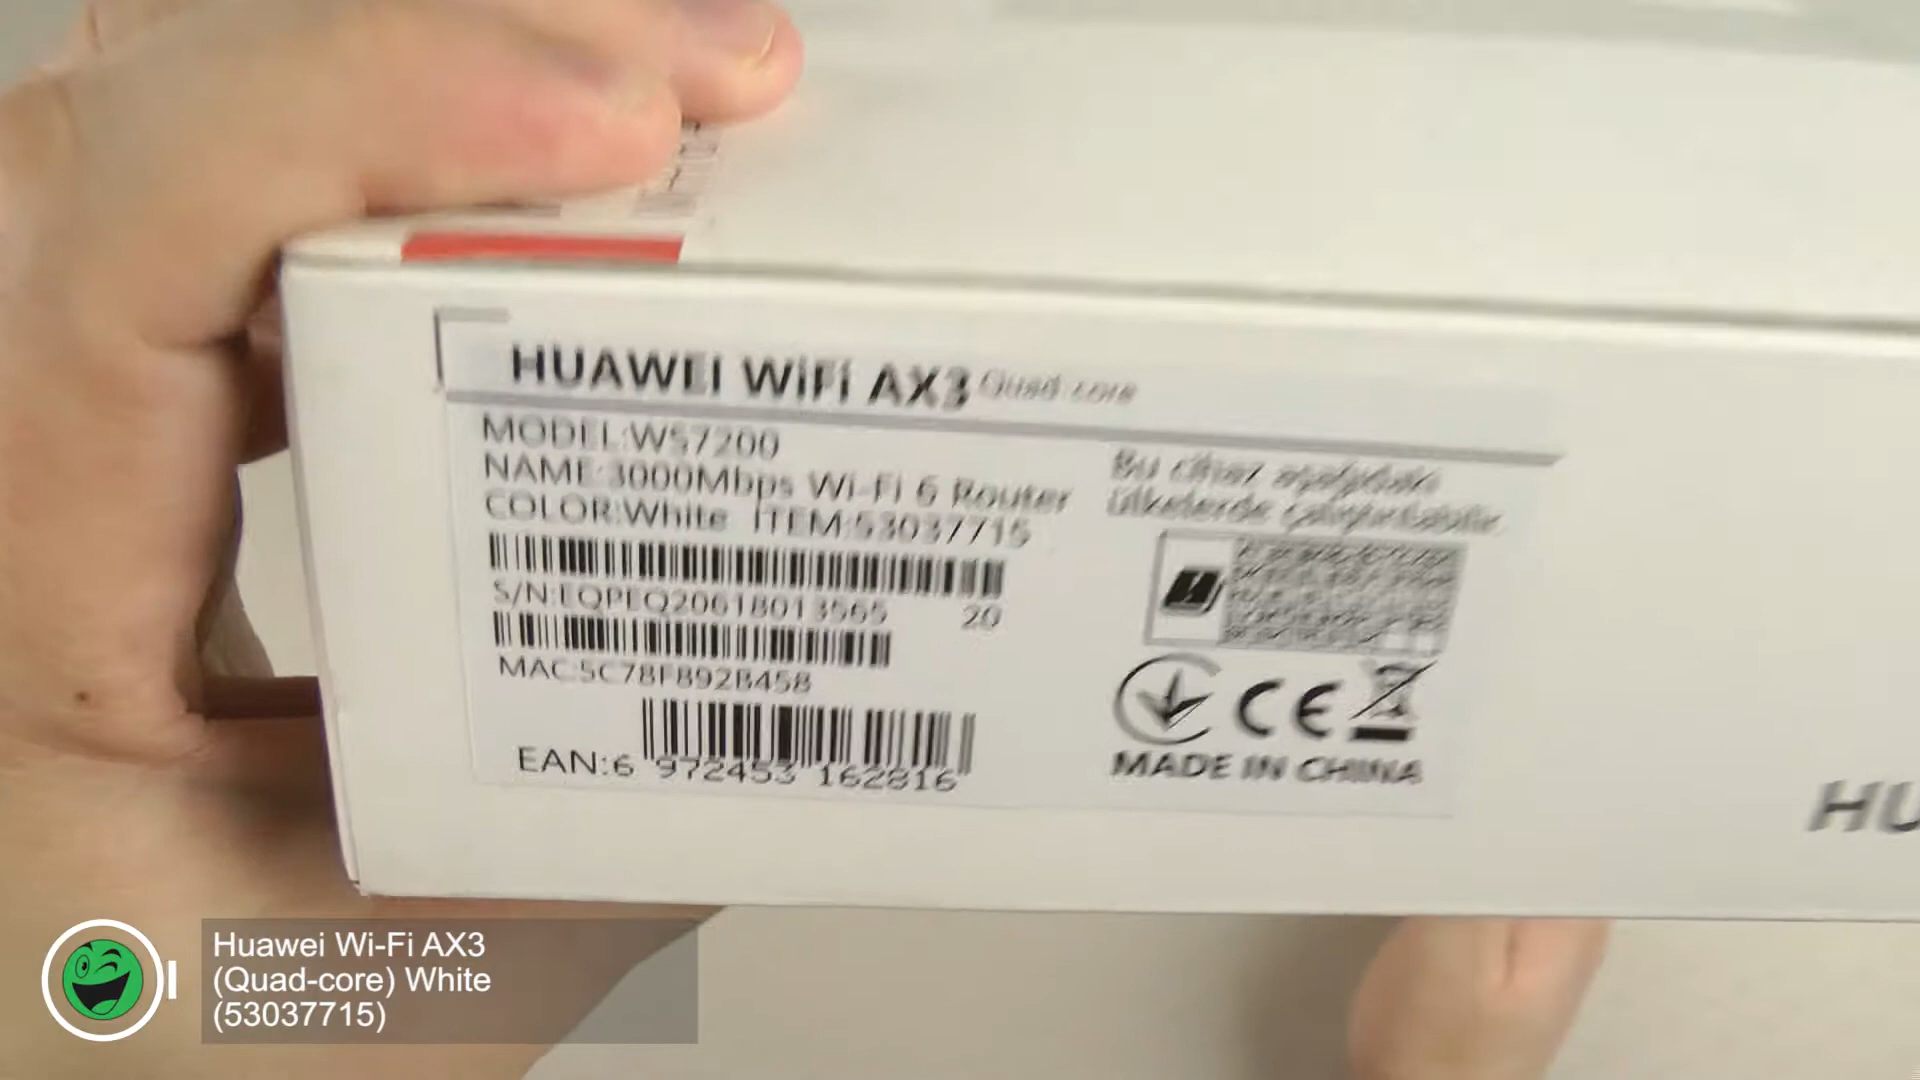 HUAWEI WiFi AX3 Quad-core
MODEL:WS7200
NAME:3000Mbps Wi-Fi 6 Router
COLOR:White ITEM:53037715
S/N:EQPEQ20618013565 20
MAC:5C78F892B458
EAN:6 972453 162816
Bu cihaz aşağıdaki
ülkelerde çalıştırılabilir.
CE
MADE IN CHINA
HU
Huawei Wi-Fi AX3
(Quad-core) White
(53037715)